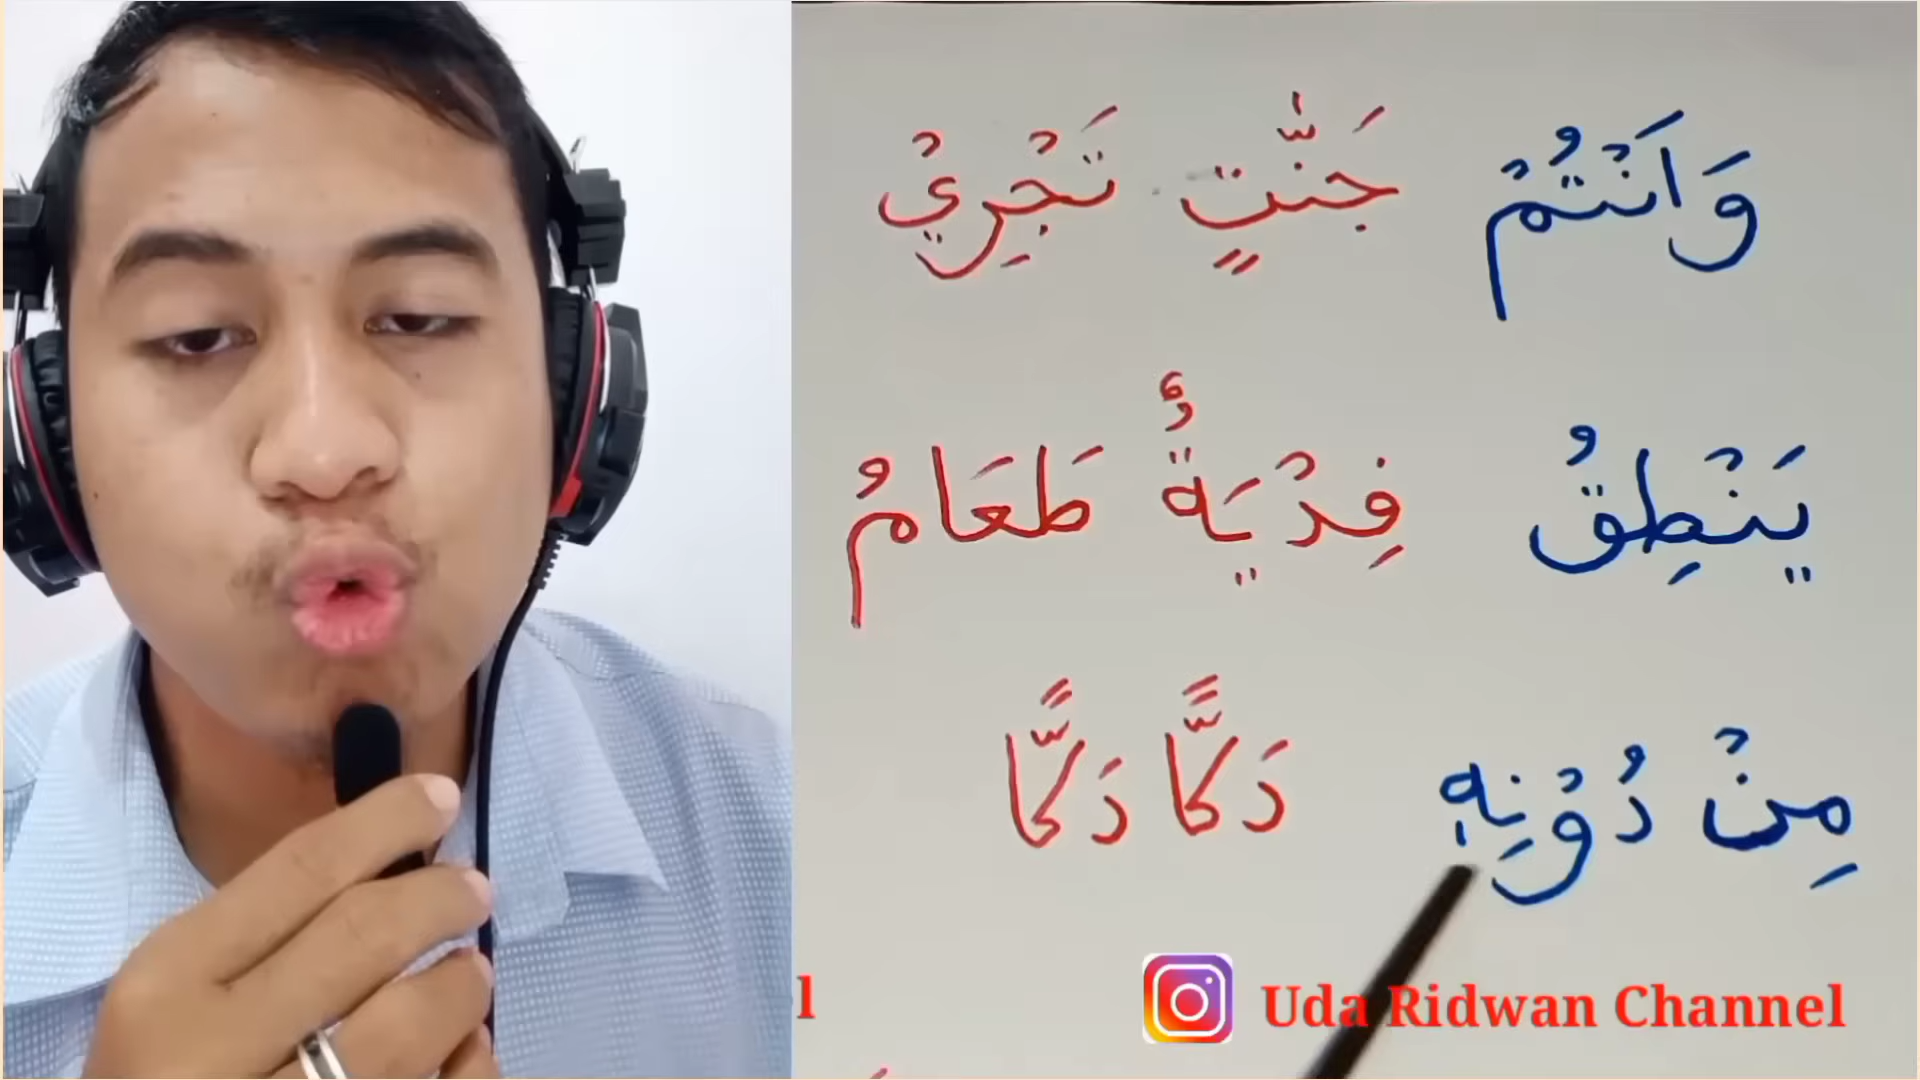 وَاَنْتُمْ جَنّٰتٍ تَجْرِيْ
يَنْطِقُ فِدْيَةٌ طَعَامُ
مِنْ دُوْنِهٖ دَكًّا دَكًّا
Uda Ridwan Channel